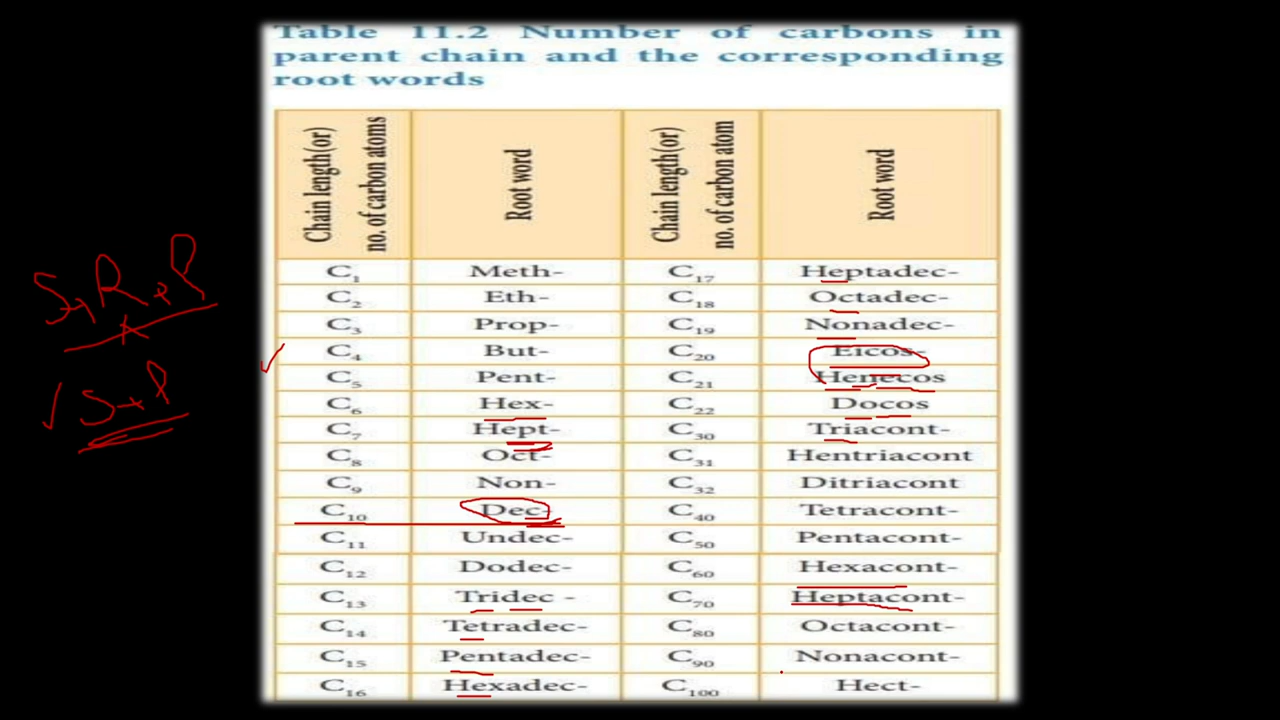 Table 11.2 Number of carbons in
parent chain and the corresponding
root words
Chain length(or) no. of carbon atoms Root word Chain length(or) no. of carbon atom Root word
C₁ Meth- C₁₇ Heptadec-
C₂ Eth- C₁₈ Octadec-
C₃ Prop- C₁₉ Nonadec-
C₄ But- C₂₀ Eicos-
C₅ Pent- C₂₁ Henecos
C₆ Hex- C₂₂ Docos
C₇ Hept- C₃₀ Triacont-
C₈ Oct- C₃₁ Hentriacont
C₉ Non- C₃₂ Ditriacont
C₁₀ Dec- C₄₀ Tetracont-
C₁₁ Undec- C₅₀ Pentacont-
C₁₂ Dodec- C₆₀ Hexacont-
C₁₃ Tridec - C₇₀ Heptacont-
C₁₄ Tetradec- C₈₀ Octacont-
C₁₅ Pentadec- C₉₀ Nonacont-
C₁₆ Hexadec- C₁₀₀ Hect-
S+R+P
S+P